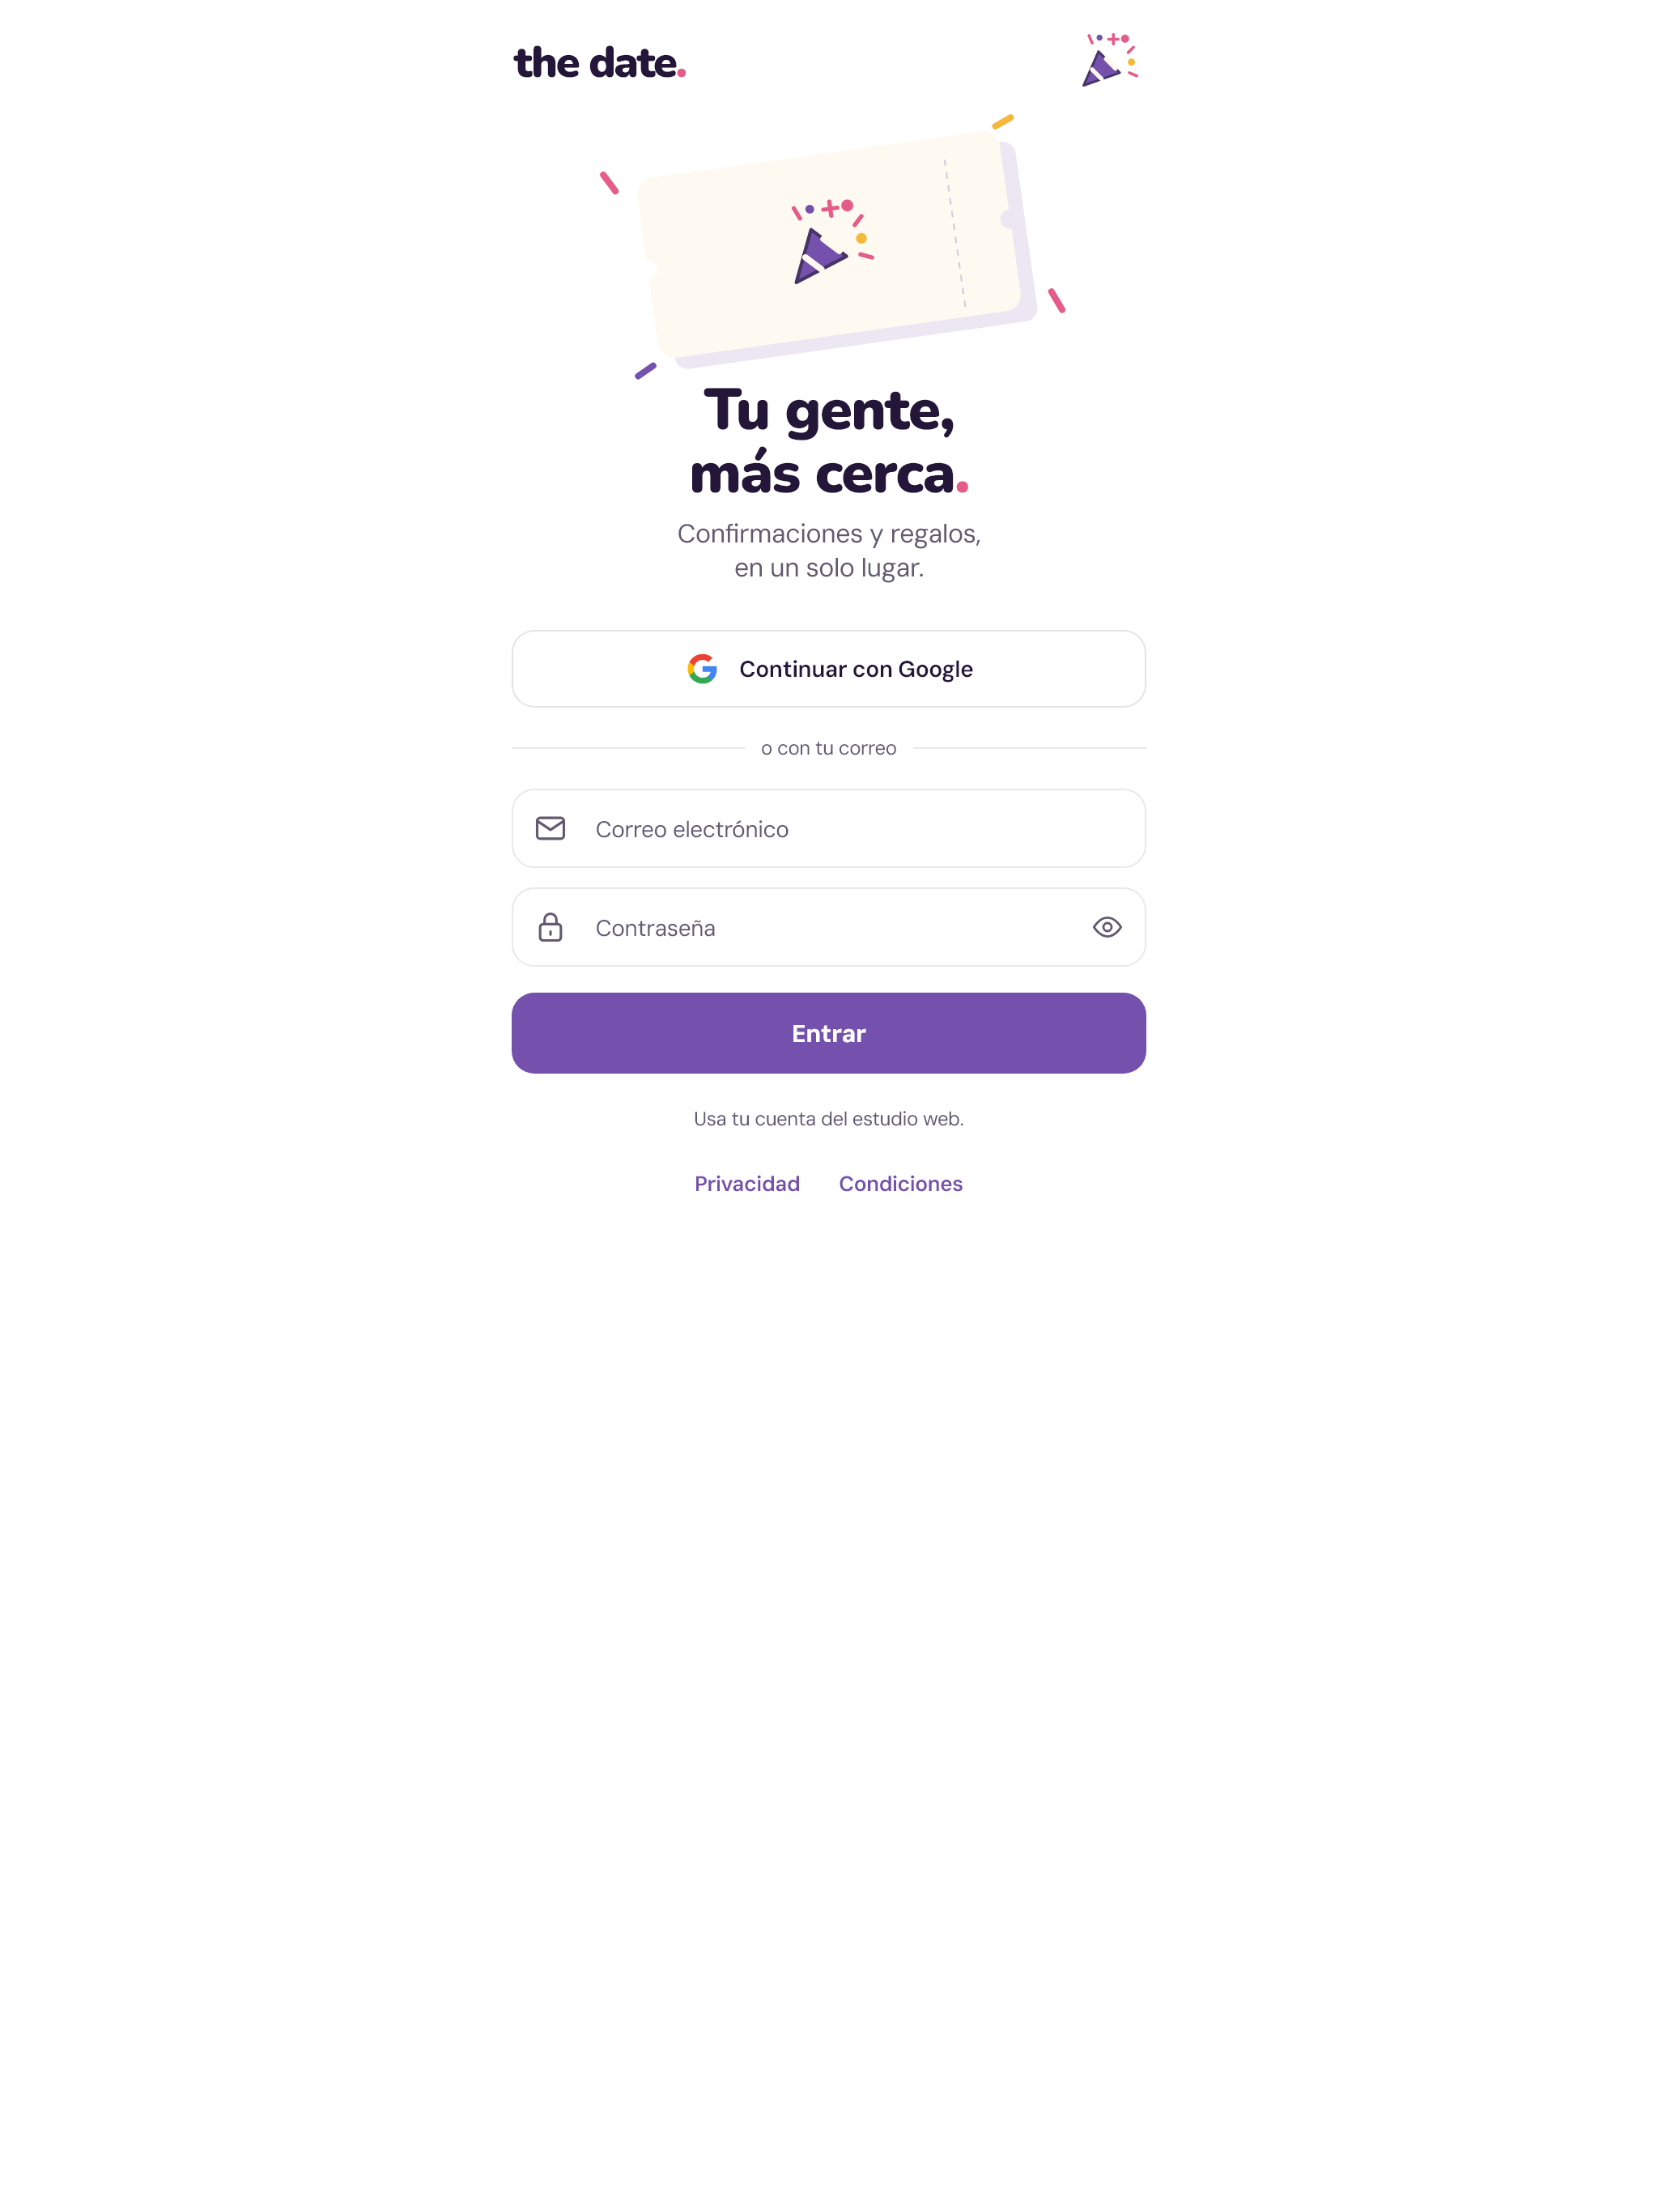 the date.
Tu gente,
más cerca.
Confirmaciones y regalos,
en un solo lugar.
Continuar con Google
o con tu correo
Correo electrónico
Contraseña
Entrar
Usa tu cuenta del estudio web.
Privacidad Condiciones